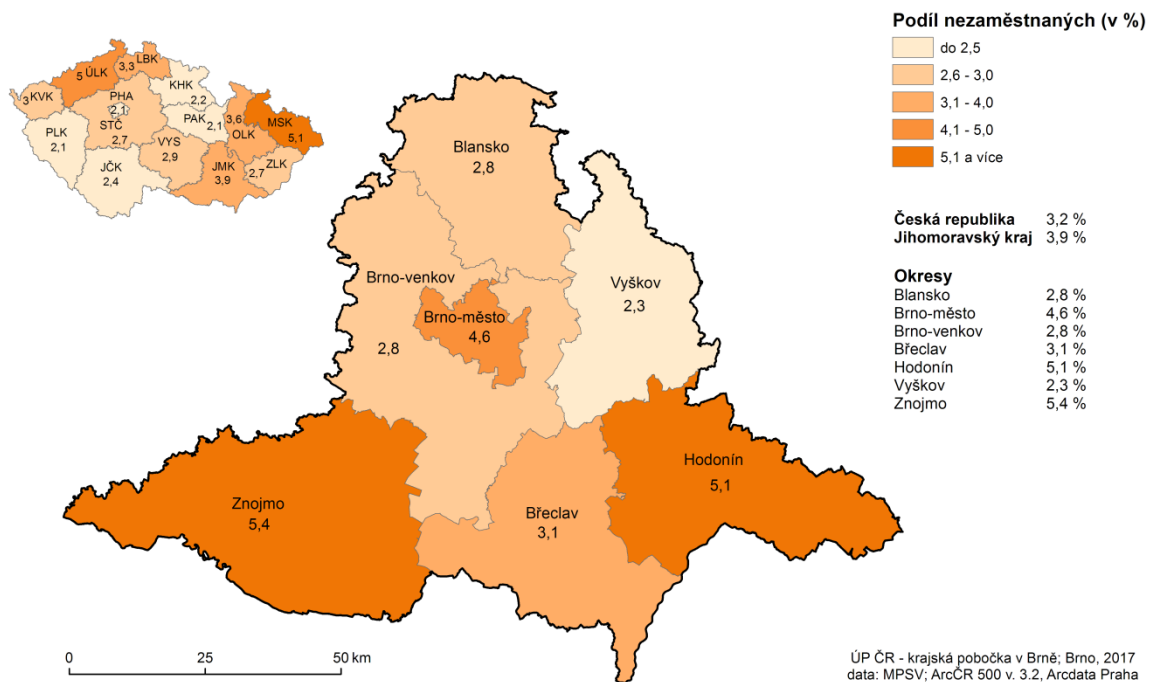 Podíl nezaměstnaných (v %)
do 2,5
2,6 - 3,0
3,1 - 4,0
4,1 - 5,0
5,1 a více
Česká republika 3,2 %
Jihomoravský kraj 3,9 %
Okresy
Blansko 2,8 %
Brno-město 4,6 %
Brno-venkov 2,8 %
Břeclav 3,1 %
Hodonín 5,1 %
Vyškov 2,3 %
Znojmo 5,4 %
KVK
3
ÚLK
5
LBK
3,3
KHK
2,2
PHA
2,1
STČ
2,7
PLK
2,1
JČK
2,4
PAK
2,1
VYS
2,9
JMK
3,9
OLK
3,6
MSK
5,1
ZLK
2,7
Blansko
2,8
Brno-venkov
2,8
Brno-město
4,6
Vyškov
2,3
Znojmo
5,4
Břeclav
3,1
Hodonín
5,1
0 25 50 km
ÚP ČR - krajská pobočka v Brně; Brno, 2017
data: MPSV; ArcČR 500 v. 3.2, Arcdata Praha